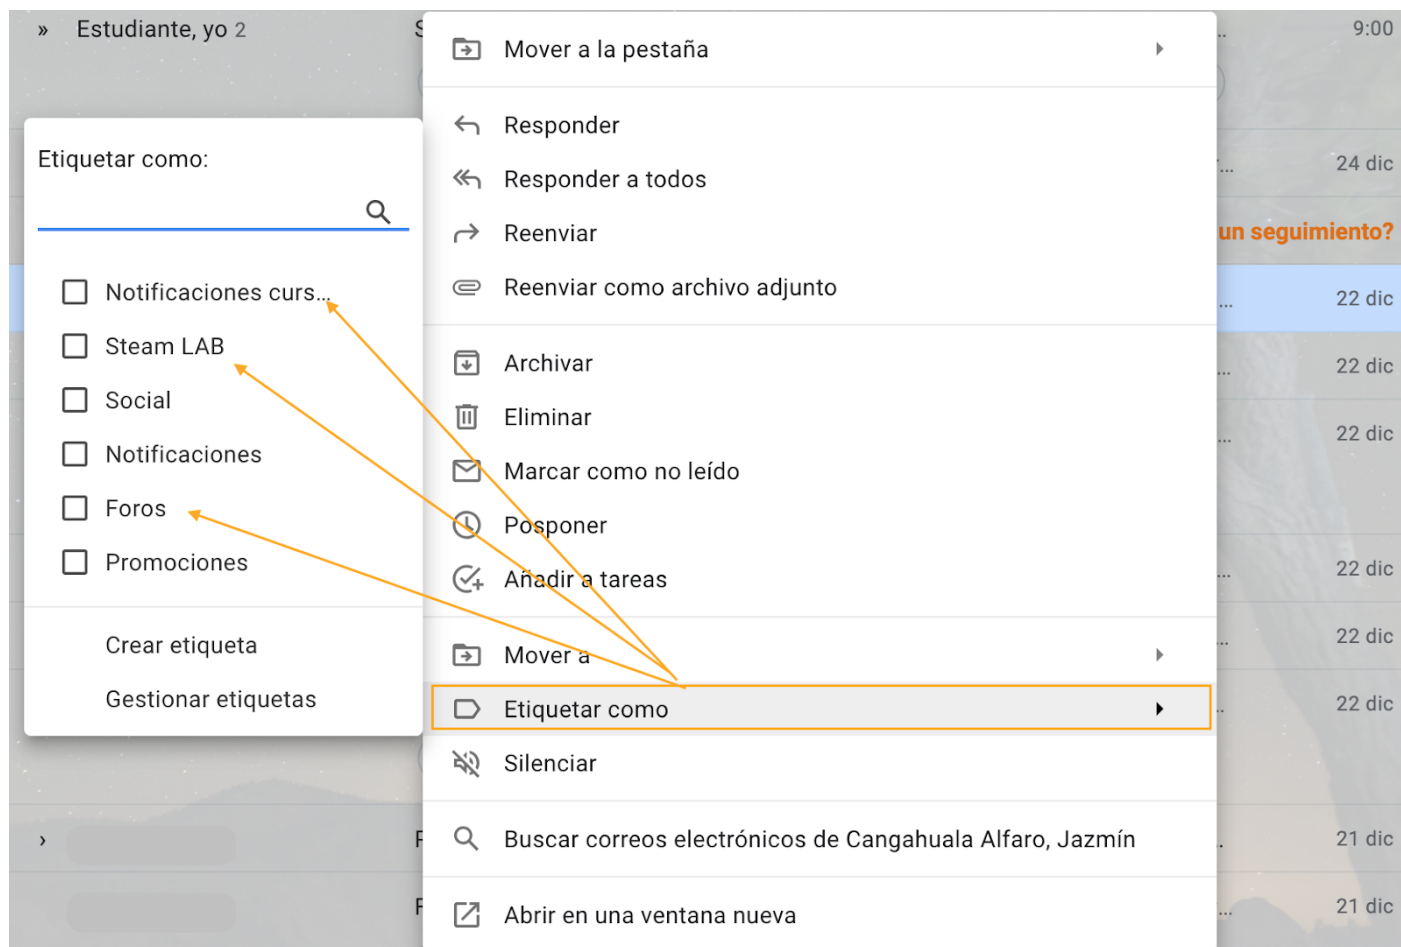 » Estudiante, yo 2
9:00
Mover a la pestaña
Responder
Responder a todos
Reenviar
Reenviar como archivo adjunto
Archivar
Eliminar
Marcar como no leído
Posponer
Añadir a tareas
Mover a
Etiquetar como
Silenciar
Buscar correos electrónicos de Cangahuala Alfaro, Jazmín
Abrir en una ventana nueva
Etiquetar como:
Notificaciones curs...
Steam LAB
Social
Notificaciones
Foros
Promociones
Crear etiqueta
Gestionar etiquetas
24 dic
un seguimiento?
22 dic
22 dic
22 dic
22 dic
22 dic
22 dic
21 dic
21 dic